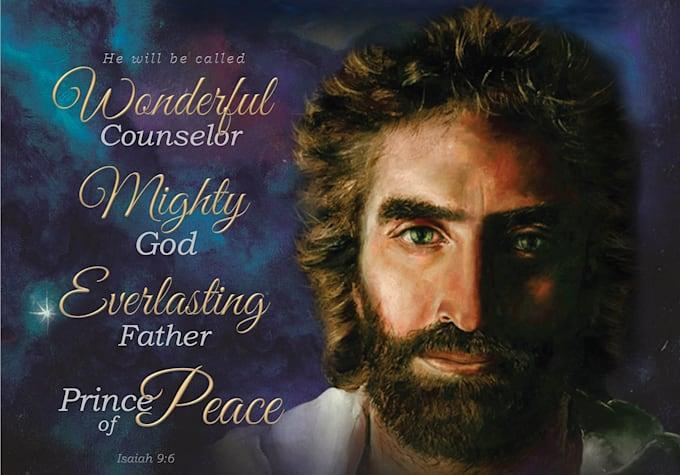 He will be called
Wonderful
Counselor
Mighty
God
Everlasting
Father
Prince of Peace
Isaiah 9:6